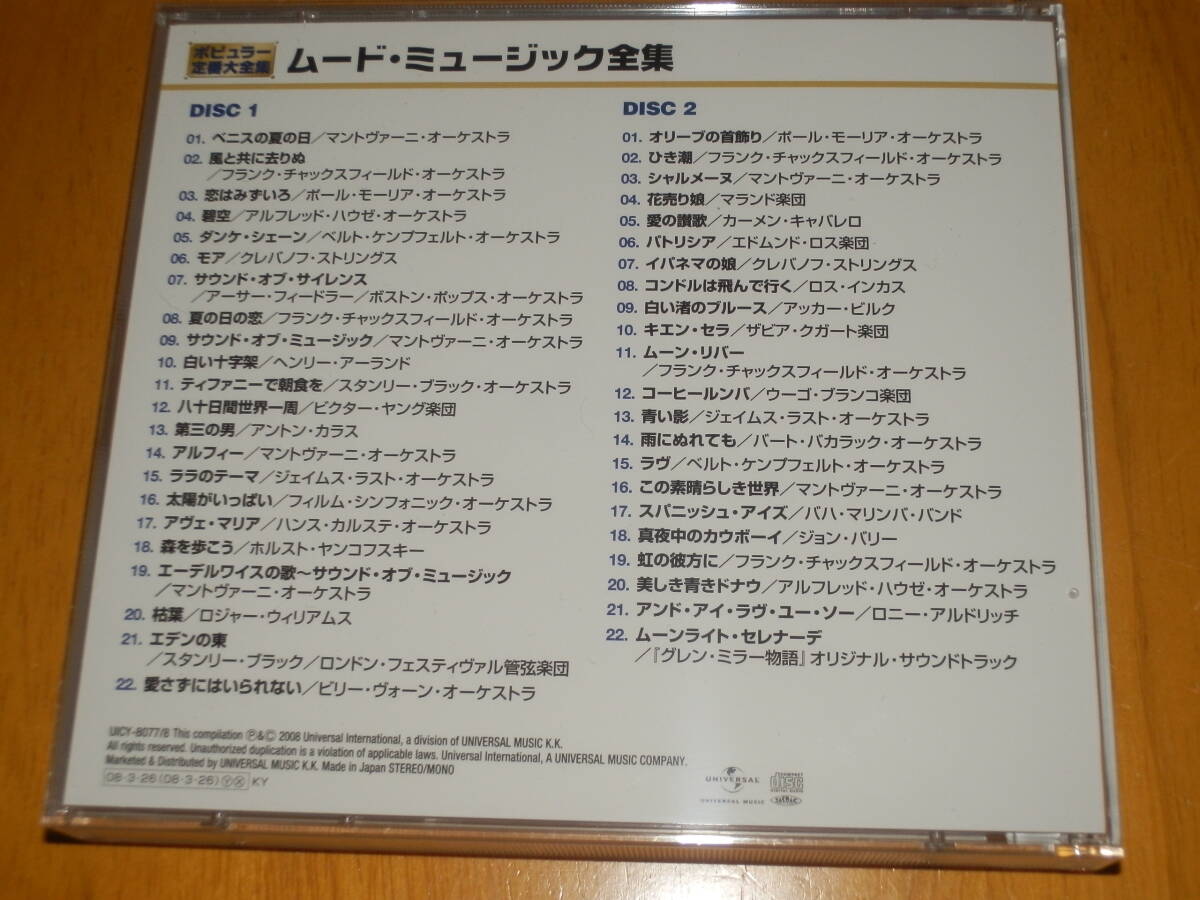 ポピュラー
定番大全集
ムード・ミュージック全集
DISC 1
01. ベニスの夏の日／マントヴァーニ・オーケストラ
02. 風と共に去りぬ
／フランク・チャックスフィールド・オーケストラ
03. 恋はみずいろ／ポール・モーリア・オーケストラ
04. 碧空／アルフレッド・ハウゼ・オーケストラ
05. ダンケ・シェーン／ベルト・ケンプフェルト・オーケストラ
06. モア／クレバノフ・ストリングス
07. サウンド・オブ・サイレンス
／アーサー・フィードラー／ボストン・ポップス・オーケストラ
08. 夏の日の恋／フランク・チャックスフィールド・オーケストラ
09. サウンド・オブ・ミュージック／マントヴァーニ・オーケストラ
10. 白い十字架／ヘンリー・アーランド
11. ティファニーで朝食を／スタンリー・ブラック・オーケストラ
12. 八十日間世界一周／ビクター・ヤング楽団
13. 第三の男／アントン・カラス
14. アルフィー／マントヴァーニ・オーケストラ
15. ララのテーマ／ジェイムス・ラスト・オーケストラ
16. 太陽がいっぱい／フィルム・シンフォニック・オーケストラ
17. アヴェ・マリア／ハンス・カルステ・オーケストラ
18. 森を歩こう／ホルスト・ヤンコフスキー
19. エーデルワイスの歌〜サウンド・オブ・ミュージック
／マントヴァーニ・オーケストラ
20. 枯葉／ロジャー・ウィリアムス
21. エデンの東
／スタンリー・ブラック／ロンドン・フェスティヴァル管弦楽団
22. 愛さずにはいられない／ビリー・ヴォーン・オーケストラ
DISC 2
01. オリーブの首飾り／ポール・モーリア・オーケストラ
02. ひき潮／フランク・チャックスフィールド・オーケストラ
03. シャルメーヌ／マントヴァーニ・オーケストラ
04. 花売り娘／マランド楽団
05. 愛の讃歌／カーメン・キャバレロ
06. パトリシア／エドムンド・ロス楽団
07. イパネマの娘／クレバノフ・ストリングス
08. コンドルは飛んで行く／ロス・インカス
09. 白い渚のブルース／アッカー・ビルク
10. キエン・セラ／ザビア・クガート楽団
11. ムーン・リバー
／フランク・チャックスフィールド・オーケストラ
12. コーヒールンバ／ウーゴ・ブランコ楽団
13. 青い影／ジェイムス・ラスト・オーケストラ
14. 雨にぬれても／バート・バカラック・オーケストラ
15. ラヴ／ベルト・ケンプフェルト・オーケストラ
16. この素晴らしき世界／マントヴァーニ・オーケストラ
17. スパニッシュ・アイズ／バハ・マリンバ・バンド
18. 真夜中のカウボーイ／ジョン・バリー
19. 虹の彼方に／フランク・チャックスフィールド・オーケストラ
20. 美しき青きドナウ／アルフレッド・ハウゼ・オーケストラ
21. アンド・アイ・ラヴ・ユー・ソー／ロニー・アルドリッチ
22. ムーンライト・セレナーデ
／『グレン・ミラー物語』オリジナル・サウンドトラック
UICY-8077/8 This compilation ℗&© 2008 Universal International, a division of UNIVERSAL MUSIC K.K.
All rights reserved. Unauthorized duplication is a violation of applicable laws. Universal International, A UNIVERSAL MUSIC COMPANY.
Marketed & Distributed by UNIVERSAL MUSIC K.K. Made in Japan STEREO/MONO
08・3・26(08・3・26)ⓎⓍ KY
UNIVERSAL
UNIVERSAL MUSIC
COMPACT
DISC
DIGITAL AUDIO